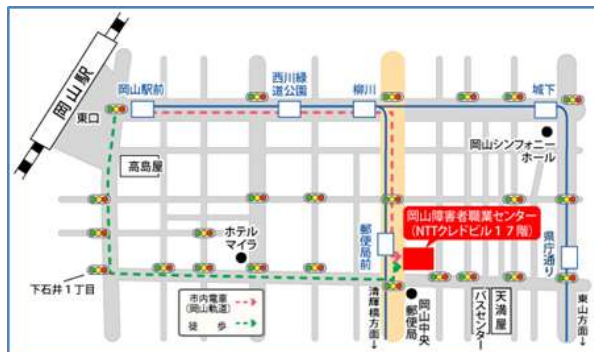 岡山駅
東口
岡山駅前
西川緑
道公園
柳川
城下
岡山シンフォニー
ホール
高島屋
岡山障害者職業センター
(NTTクレドビル17階)
ホテル
マイラ
郵便局前
県庁通り
下石井1丁目
市内電車
(岡山軌道)
徒歩
清輝橋方面→
岡山中央
郵便局
天満屋
バスセンター
東山方面→